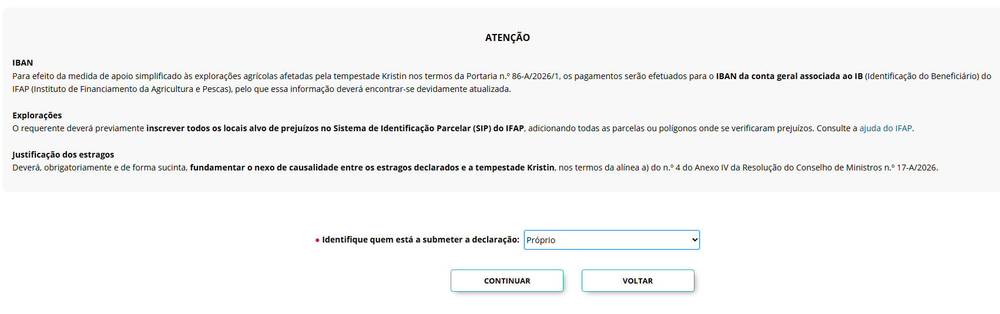 ATENÇÃO
IBAN
Para efeito da medida de apoio simplificado às explorações agrícolas afetadas pela tempestade Kristin nos termos da Portaria n.º 86-A/2026/1, os pagamentos serão efetuados para o IBAN da conta geral associada ao IB (Identificação do Beneficiário) do
IFAP (Instituto de Financiamento da Agricultura e Pescas), pelo que essa informação deverá encontrar-se devidamente atualizada.
Explorações
O requerente deverá previamente inscrever todos os locais alvo de prejuízos no Sistema de Identificação Parcelar (SIP) do IFAP, adicionando todas as parcelas ou polígonos onde se verificaram prejuízos. Consulte a ajuda do IFAP.
Justificação dos estragos
Deverá, obrigatoriamente e de forma sucinta, fundamentar o nexo de causalidade entre os estragos declarados e a tempestade Kristin, nos termos da alínea a) do n.º 4 do Anexo IV da Resolução do Conselho de Ministros n.º 17-A/2026.
Identifique quem está a submeter a declaração: Próprio
CONTINUAR VOLTAR